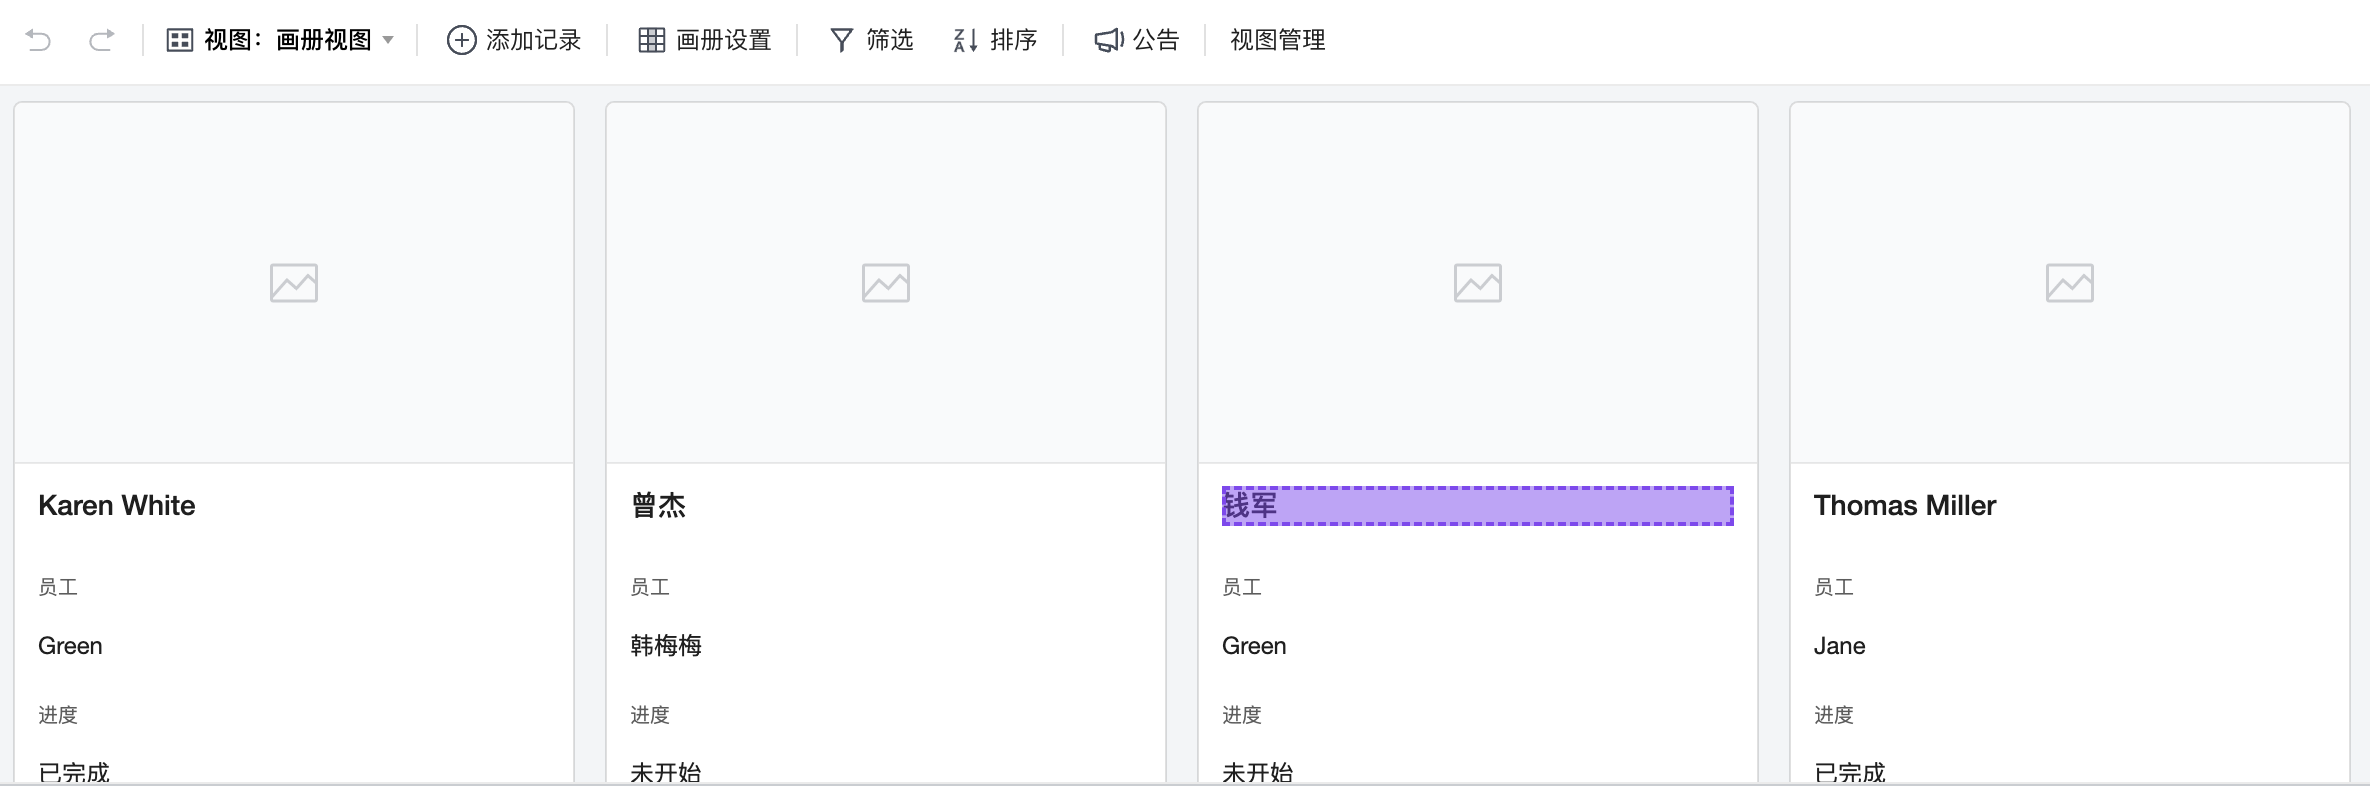 视图：画册视图 添加记录 画册设置 筛选 排序 公告 视图管理
Karen White
员工
Green
进度
已完成
曾杰
员工
韩梅梅
进度
未开始
钱军
员工
Green
进度
未开始
Thomas Miller
员工
Jane
进度
已完成